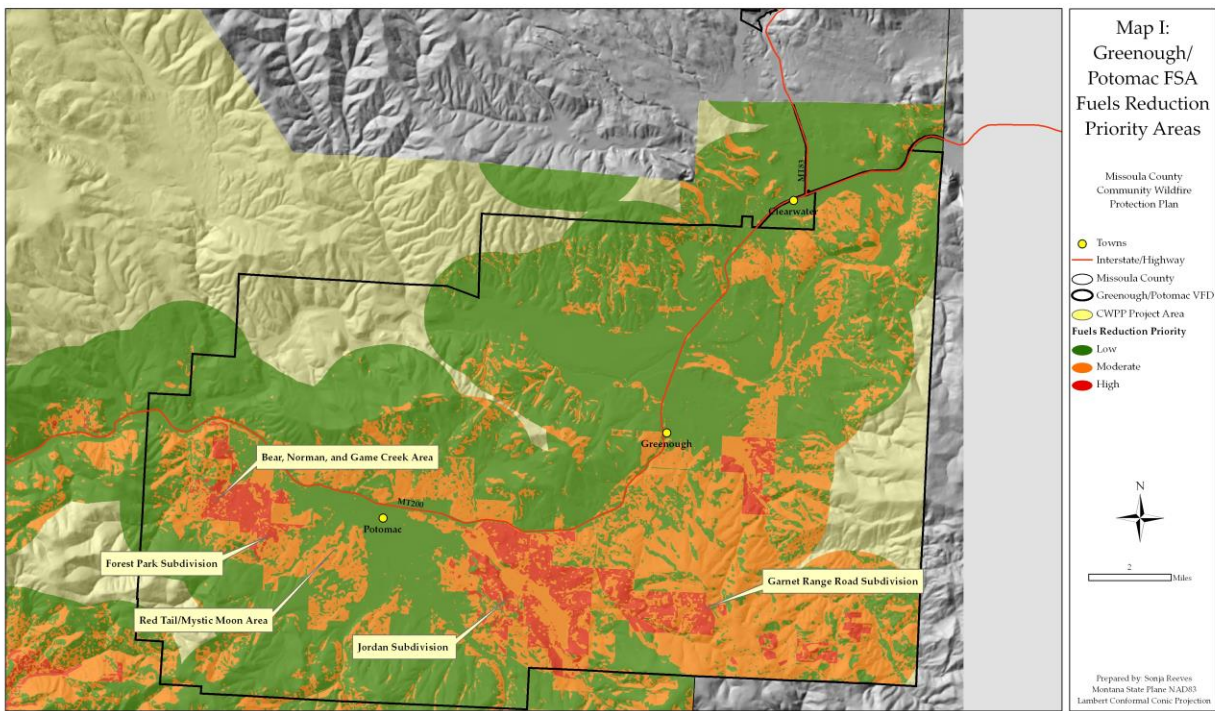 Map I:
Greenough/
Potomac FSA
Fuels Reduction
Priority Areas
Missoula County
Community Wildfire
Protection Plan
Towns
Interstate/Highway
Missoula County
Greenough/Potomac VFD
CWPP Project Area
Fuels Reduction Priority
Low
Moderate
High
N
2
Miles
Prepared by: Sonja Reeves
Montana State Plane NAD83
Lambert Conformal Conic Projection
MT83
Clearwater
Greenough
Bear, Norman, and Game Creek Area
MT200
Potomac
Forest Park Subdivision
Garnet Range Road Subdivision
Red Tail/Mystic Moon Area
Jordan Subdivision